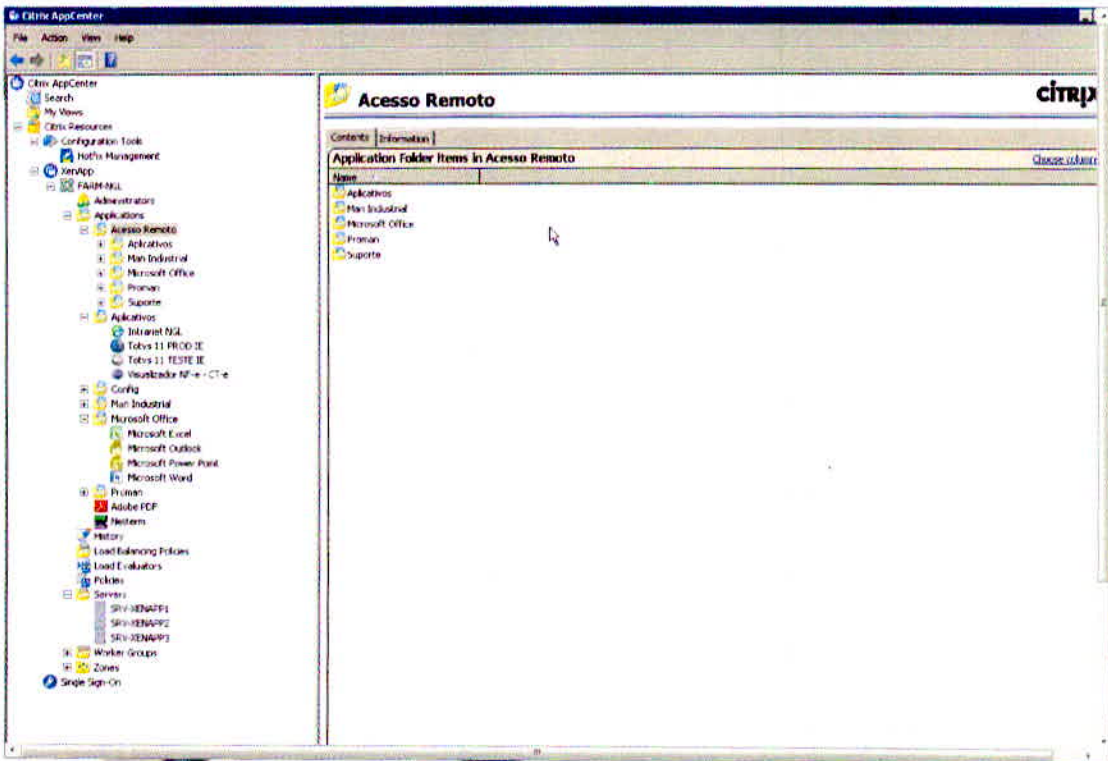 Citrix AppCenter
File Action View Help
Citrix AppCenter
Search
My Views
Citrix Resources
Configuration Tools
Hotfix Management
XenApp
FARM-NGL
Administrators
Applications
Acesso Remoto
Aplicativos
Man Industrial
Microsoft Office
Proman
Suporte
Aplicativos
Intranet NGL
Totvs 11 PROD IE
Totvs 11 TESTE IE
Visualizador NF-e - CT-e
Config
Man Industrial
Microsoft Office
Microsoft Excel
Microsoft Outlook
Microsoft Power Point
Microsoft Word
Proman
Adobe PDF
Netterm
History
Load Balancing Policies
Load Evaluators
Policies
Servers
SRV-XENAPP1
SRV-XENAPP2
SRV-XENAPP3
Worker Groups
Zones
Single Sign-On
Acesso Remoto
CITRIX
Contents Information
Application Folder Items in Acesso Remoto
Choose column
Name
Aplicativos
Man Industrial
Microsoft Office
Proman
Suporte